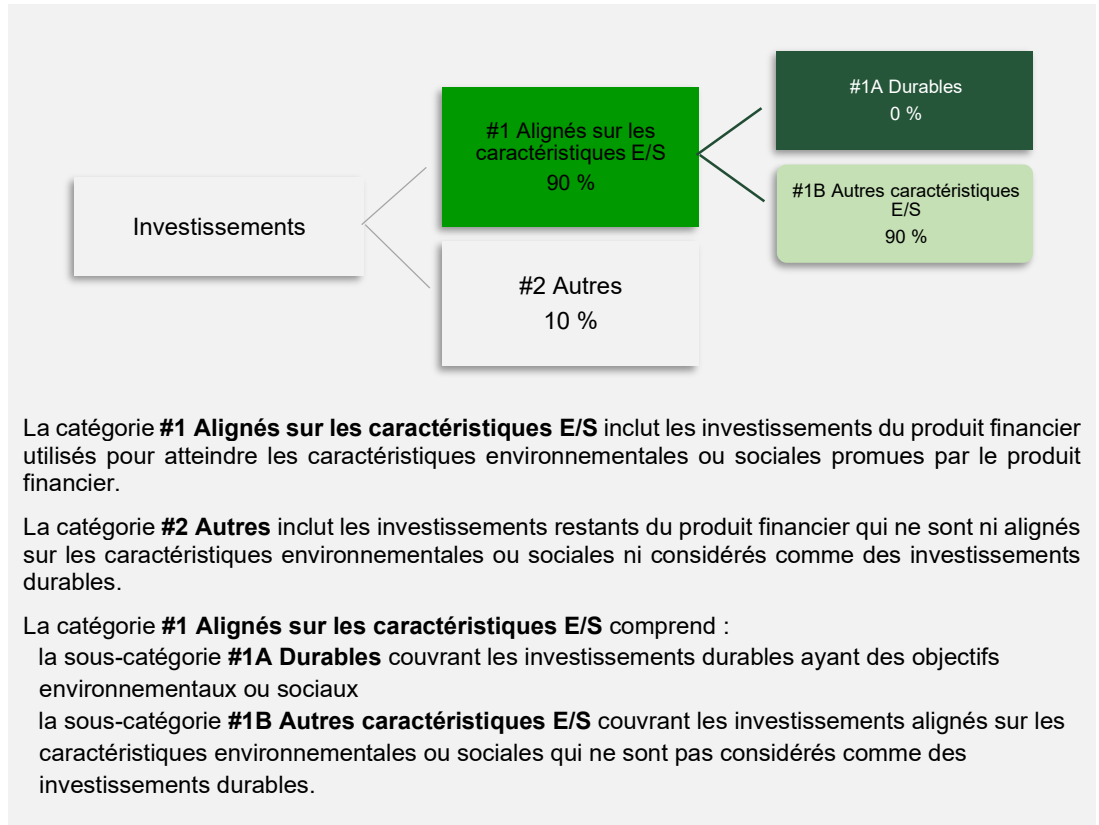 #1A Durables
0 %
#1 Alignés sur les
caractéristiques E/S
90 %
#1B Autres caractéristiques
E/S
90 %
Investissements
#2 Autres
10 %
La catégorie #1 Alignés sur les caractéristiques E/S inclut les investissements du produit financier
utilisés pour atteindre les caractéristiques environnementales ou sociales promues par le produit
financier.
La catégorie #2 Autres inclut les investissements restants du produit financier qui ne sont ni alignés
sur les caractéristiques environnementales ou sociales ni considérés comme des investissements
durables.
La catégorie #1 Alignés sur les caractéristiques E/S comprend :
la sous-catégorie #1A Durables couvrant les investissements durables ayant des objectifs
environnementaux ou sociaux
la sous-catégorie #1B Autres caractéristiques E/S couvrant les investissements alignés sur les
caractéristiques environnementales ou sociales qui ne sont pas considérés comme des
investissements durables.